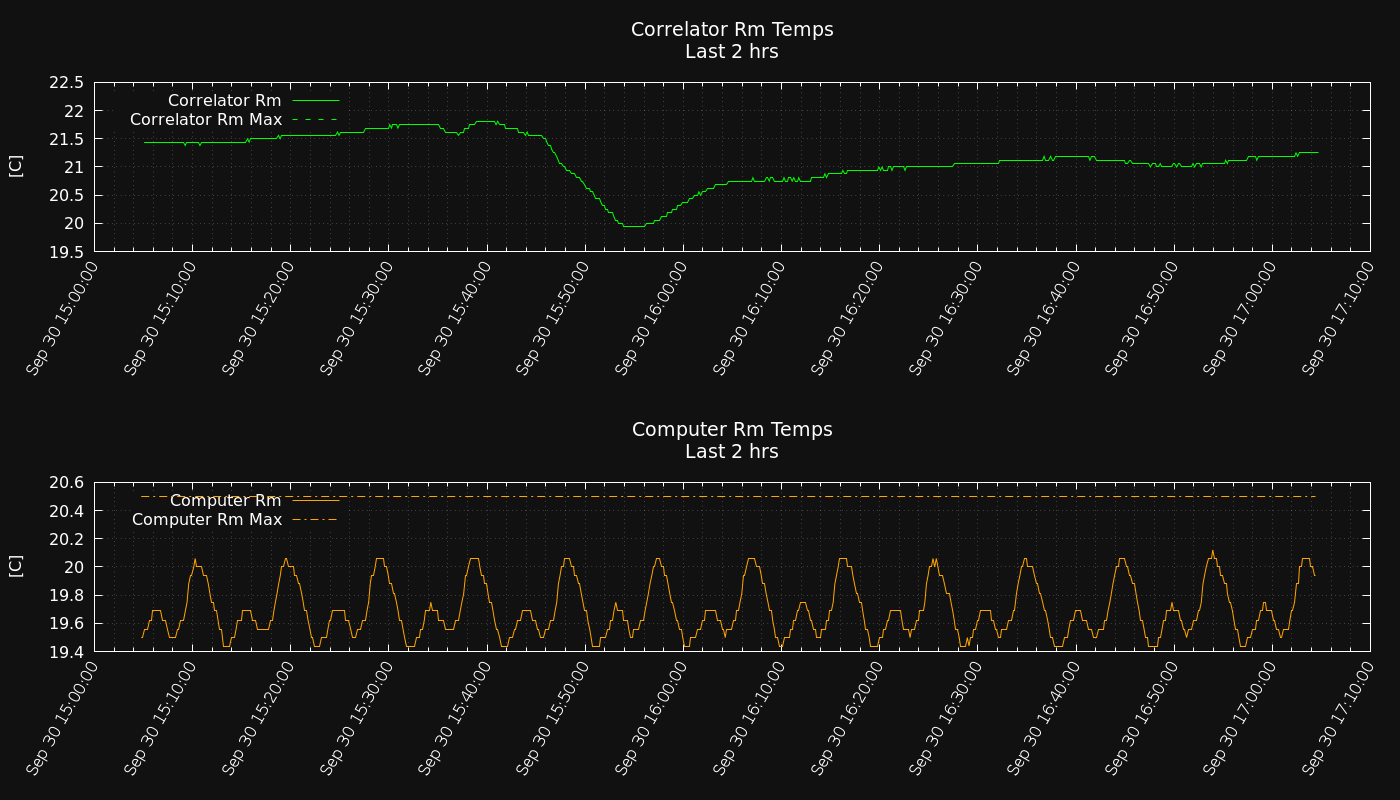 Correlator Rm Temps
Last 2 hrs
22.5
22
21.5
21
20.5
20
19.5
[C]
Correlator Rm
Correlator Rm Max
Sep 30 15:00:00
Sep 30 15:10:00
Sep 30 15:20:00
Sep 30 15:30:00
Sep 30 15:40:00
Sep 30 15:50:00
Sep 30 16:00:00
Sep 30 16:10:00
Sep 30 16:20:00
Sep 30 16:30:00
Sep 30 16:40:00
Sep 30 16:50:00
Sep 30 17:00:00
Sep 30 17:10:00
Computer Rm Temps
Last 2 hrs
20.6
20.4
20.2
20
19.8
19.6
19.4
[C]
Computer Rm
Computer Rm Max
Sep 30 15:00:00
Sep 30 15:10:00
Sep 30 15:20:00
Sep 30 15:30:00
Sep 30 15:40:00
Sep 30 15:50:00
Sep 30 16:00:00
Sep 30 16:10:00
Sep 30 16:20:00
Sep 30 16:30:00
Sep 30 16:40:00
Sep 30 16:50:00
Sep 30 17:00:00
Sep 30 17:10:00